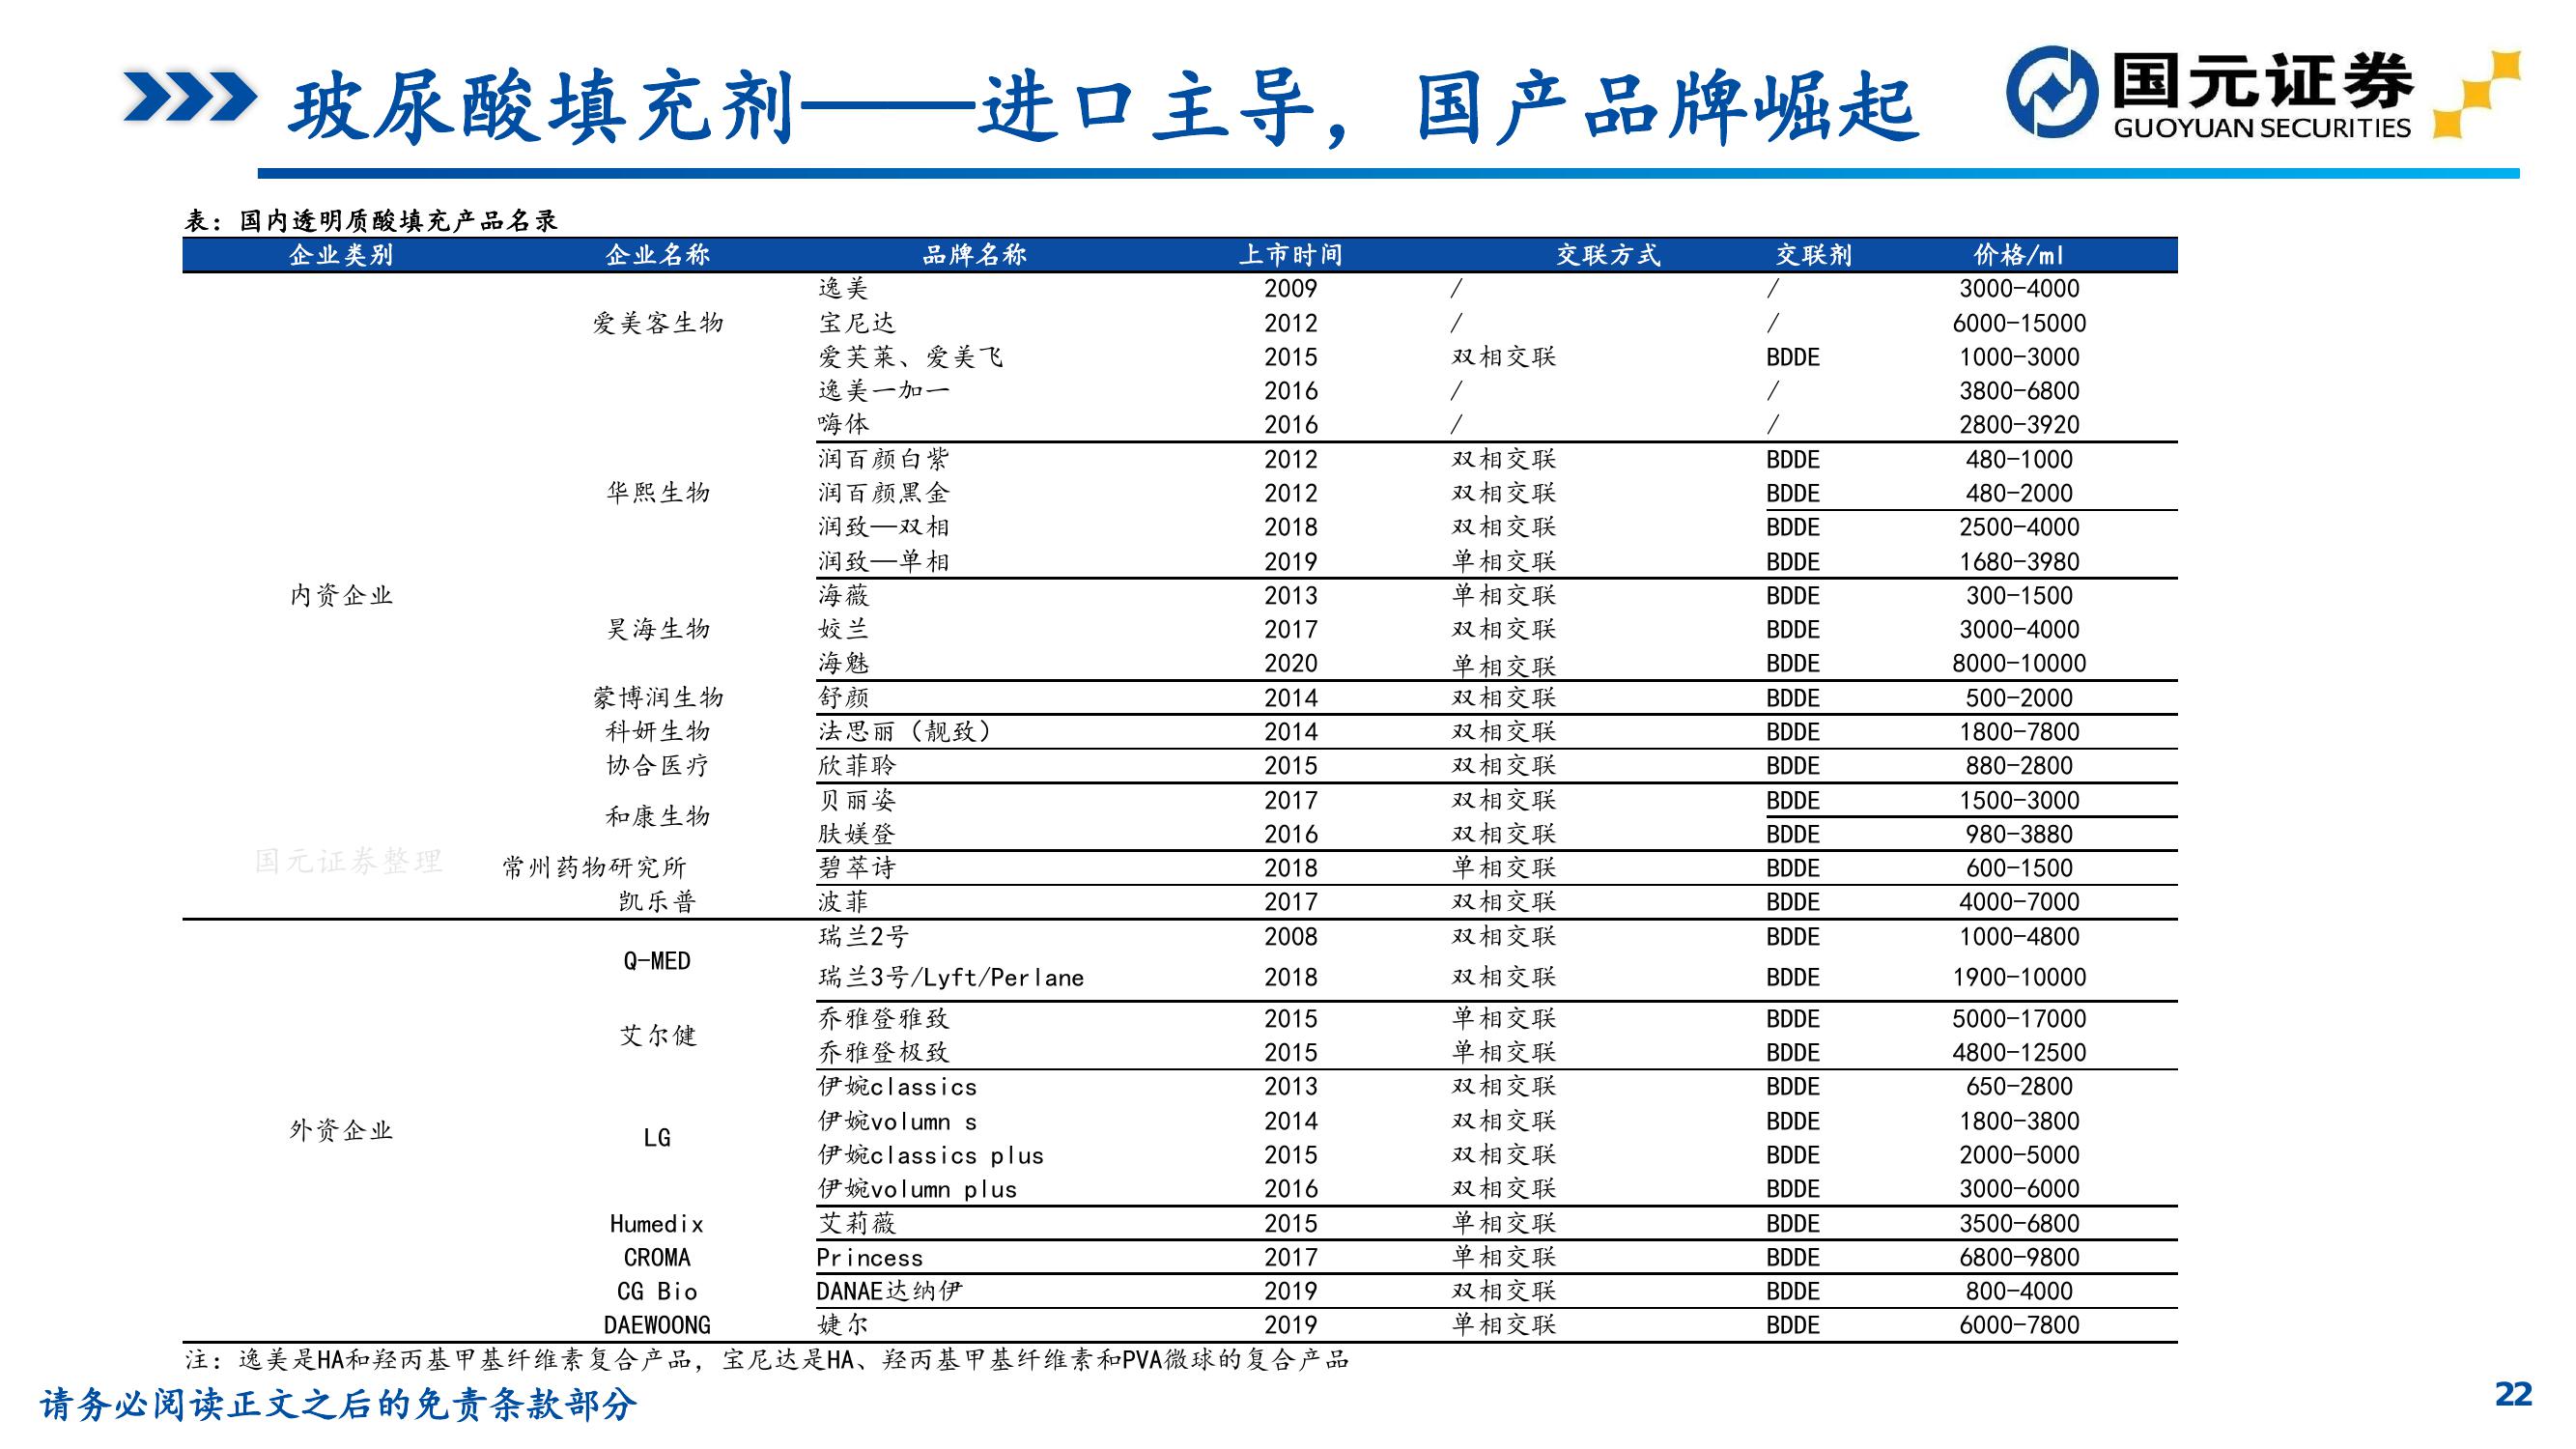 玻尿酸填充剂——进口主导，国产品牌崛起
国元证券
GUOYUAN SECURITIES
表：国内透明质酸填充产品名录
企业类别 企业名称 品牌名称 上市时间 交联方式 交联剂 价格/ml
内资企业
爱美客生物
逸美 2009 / / 3000-4000
宝尼达 2012 / / 6000-15000
爱芙莱、爱美飞 2015 双相交联 BDDE 1000-3000
逸美一加一 2016 / / 3800-6800
嗨体 2016 / / 2800-3920
华熙生物
润百颜白紫 2012 双相交联 BDDE 480-1000
润百颜黑金 2012 双相交联 BDDE 480-2000
润致—双相 2018 双相交联 BDDE 2500-4000
润致—单相 2019 单相交联 BDDE 1680-3980
昊海生物
海薇 2013 单相交联 BDDE 300-1500
姣兰 2017 双相交联 BDDE 3000-4000
海魅 2020 单相交联 BDDE 8000-10000
蒙博润生物 舒颜 2014 双相交联 BDDE 500-2000
科妍生物 法思丽（靓致） 2014 双相交联 BDDE 1800-7800
协合医疗 欣菲聆 2015 双相交联 BDDE 880-2800
和康生物
贝丽姿 2017 双相交联 BDDE 1500-3000
肤媄登 2016 双相交联 BDDE 980-3880
国元证券整理
常州药物研究所 碧萃诗 2018 单相交联 BDDE 600-1500
凯乐普 波菲 2017 双相交联 BDDE 4000-7000
外资企业
Q-MED
瑞兰2号 2008 双相交联 BDDE 1000-4800
瑞兰3号/Lyft/Perlane 2018 双相交联 BDDE 1900-10000
艾尔健
乔雅登雅致 2015 单相交联 BDDE 5000-17000
乔雅登极致 2015 单相交联 BDDE 4800-12500
LG
伊婉classics 2013 双相交联 BDDE 650-2800
伊婉volumn s 2014 双相交联 BDDE 1800-3800
伊婉classics plus 2015 双相交联 BDDE 2000-5000
伊婉volumn plus 2016 双相交联 BDDE 3000-6000
Humedix 艾莉薇 2015 单相交联 BDDE 3500-6800
CROMA Princess 2017 单相交联 BDDE 6800-9800
CG Bio DANAE达纳伊 2019 双相交联 BDDE 800-4000
DAEWOONG 婕尔 2019 单相交联 BDDE 6000-7800
注：逸美是HA和羟丙基甲基纤维素复合产品，宝尼达是HA、羟丙基甲基纤维素和PVA微球的复合产品
请务必阅读正文之后的免责条款部分
22